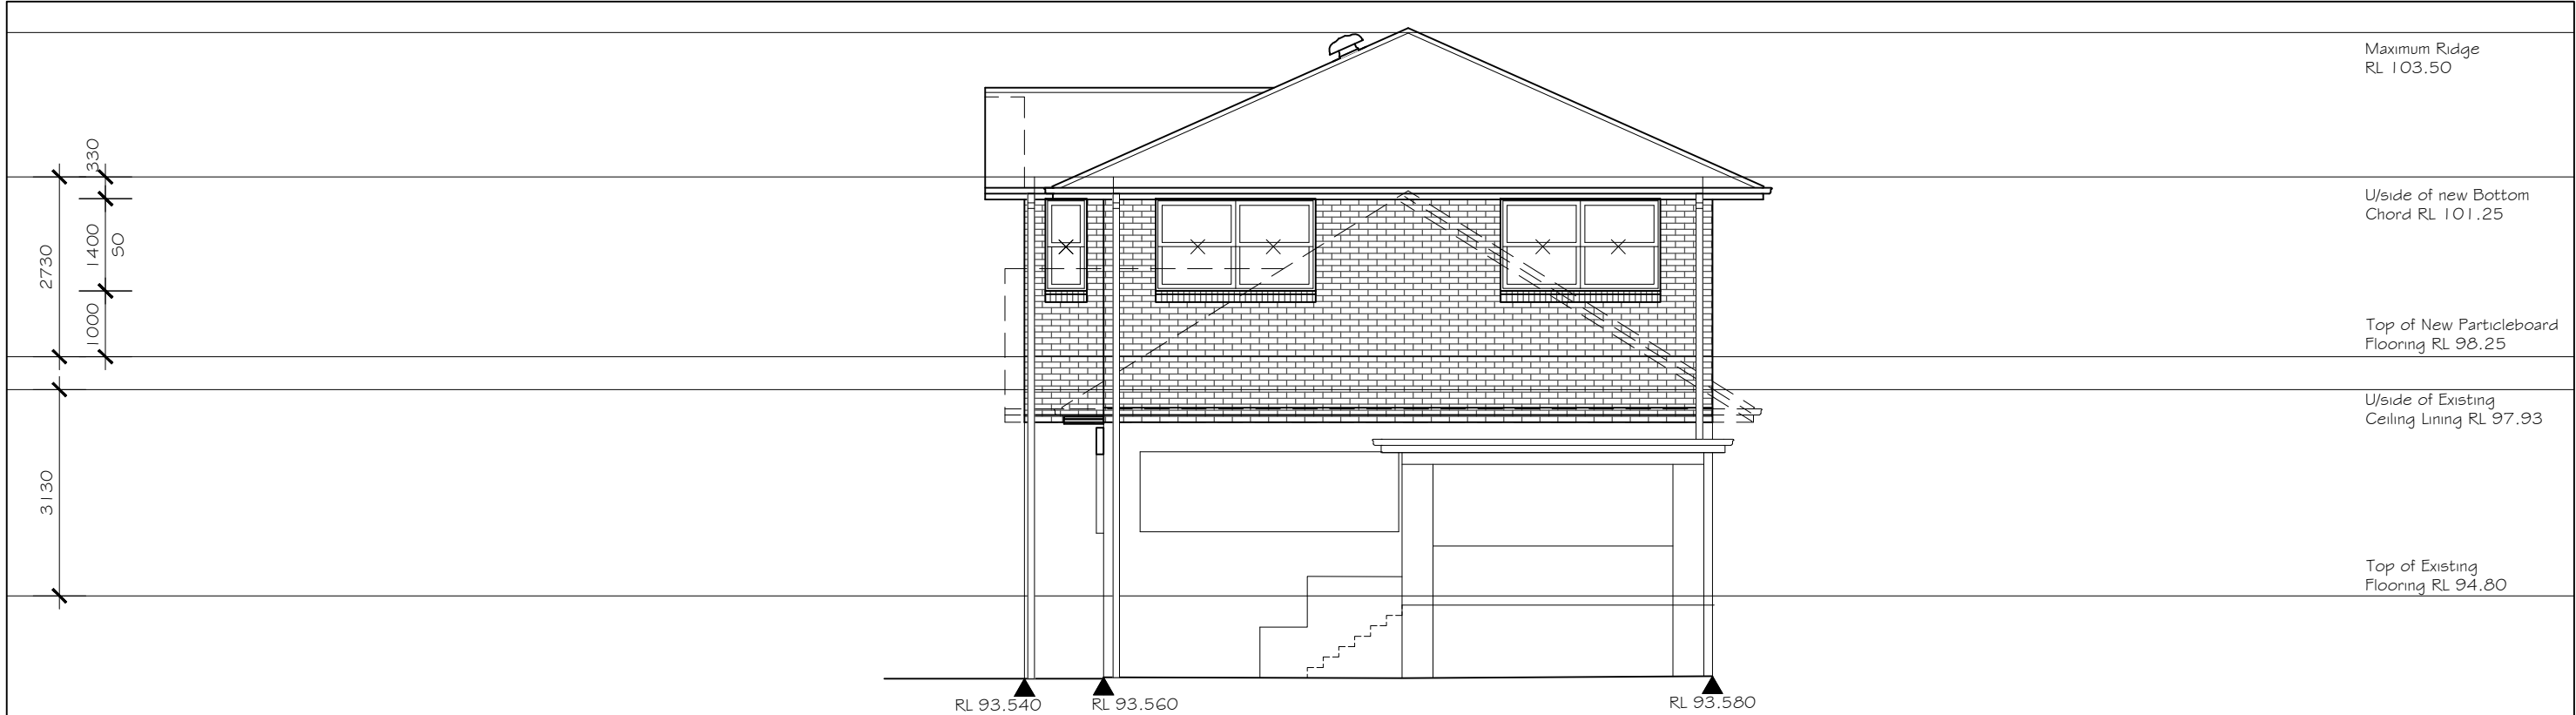 Maximum Ridge
RL 103.50
330
U/side of new Bottom
Chord RL 101.25
2730
1400
50
1000
Top of New Particleboard
Flooring RL 98.25
U/side of Existing
Ceiling Lining RL 97.93
3130
Top of Existing
Flooring RL 94.80
RL 93.540
RL 93.560
RL 93.580